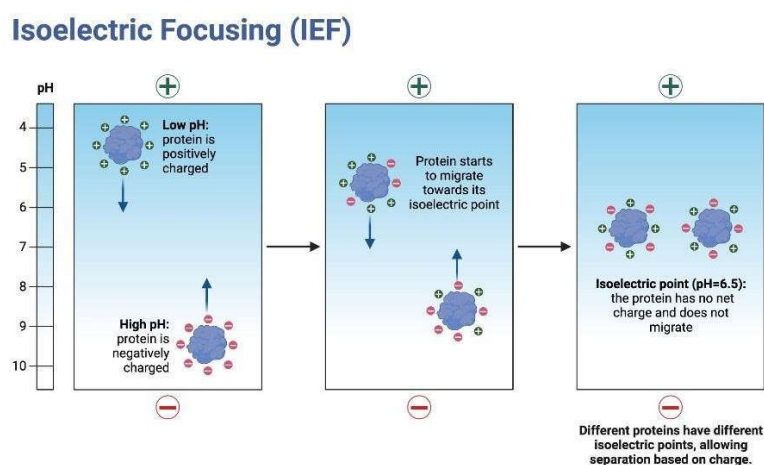 Isoelectric Focusing (IEF)
pH
4
5
6
7
8
9
10
Low pH:
protein is
positively
charged
High pH:
protein is
negatively
charged
Protein starts
to migrate
towards its
isoelectric point
Isoelectric point (pH=6.5):
the protein has no net
charge and does not
migrate
Different proteins have different
isoelectric points, allowing
separation based on charge.